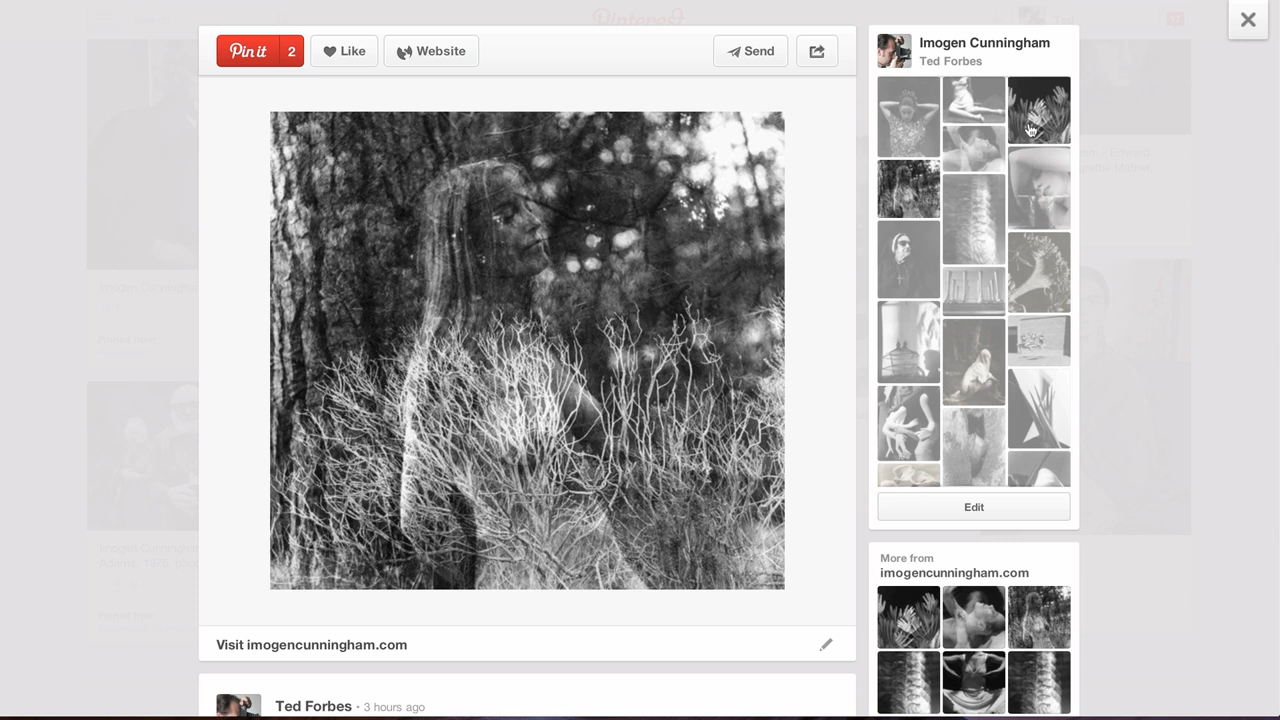 Pinterest
Pin it 2
Like
Website
Send
Imogen Cunningham
Ted Forbes
Edit
More from
imogencunningham.com
Visit imogencunningham.com
Ted Forbes • 3 hours ago